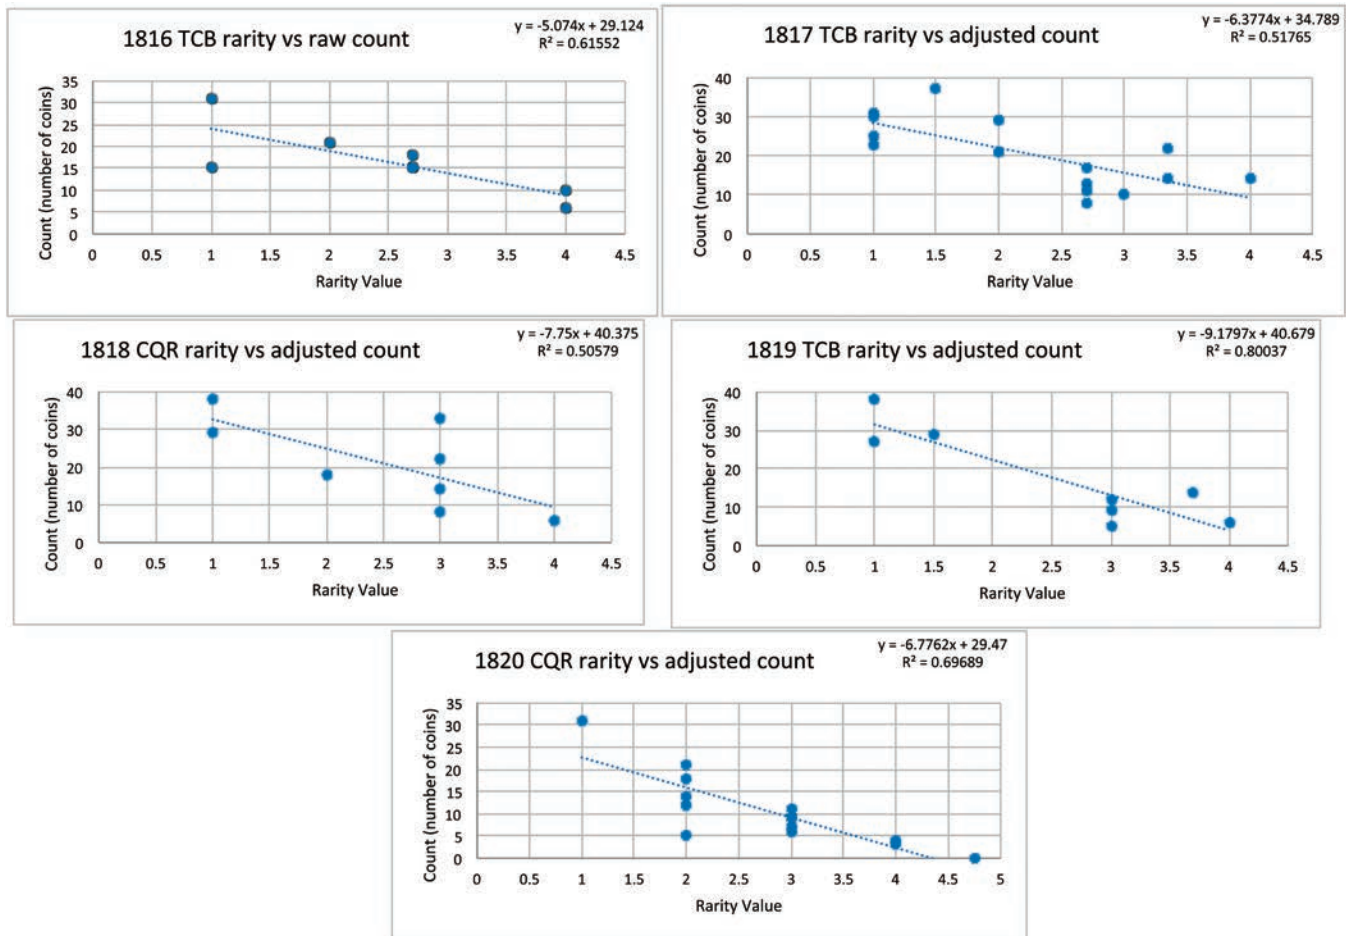 1816 TCB rarity vs raw count
y = -5.074x + 29.124
R² = 0.61552
Count (number of coins)
35
30
25
20
15
10
5
0
0 0.5 1 1.5 2 2.5 3 3.5 4 4.5
Rarity Value
1817 TCB rarity vs adjusted count
y = -6.3774x + 34.789
R² = 0.51765
Count (number of coins)
40
30
20
10
0
0 0.5 1 1.5 2 2.5 3 3.5 4 4.5
Rarity Value
1818 CQR rarity vs adjusted count
y = -7.75x + 40.375
R² = 0.50579
Count (number of coins)
40
30
20
10
0
0 0.5 1 1.5 2 2.5 3 3.5 4 4.5
Rarity Value
1819 TCB rarity vs adjusted count
y = -9.1797x + 40.679
R² = 0.80037
Count (number of coins)
40
30
20
10
0
0 0.5 1 1.5 2 2.5 3 3.5 4 4.5
Rarity Value
1820 CQR rarity vs adjusted count
y = -6.7762x + 29.47
R² = 0.69689
Count (number of coins)
35
30
25
20
15
10
5
0
0 1 2 3 4 5
Rarity Value